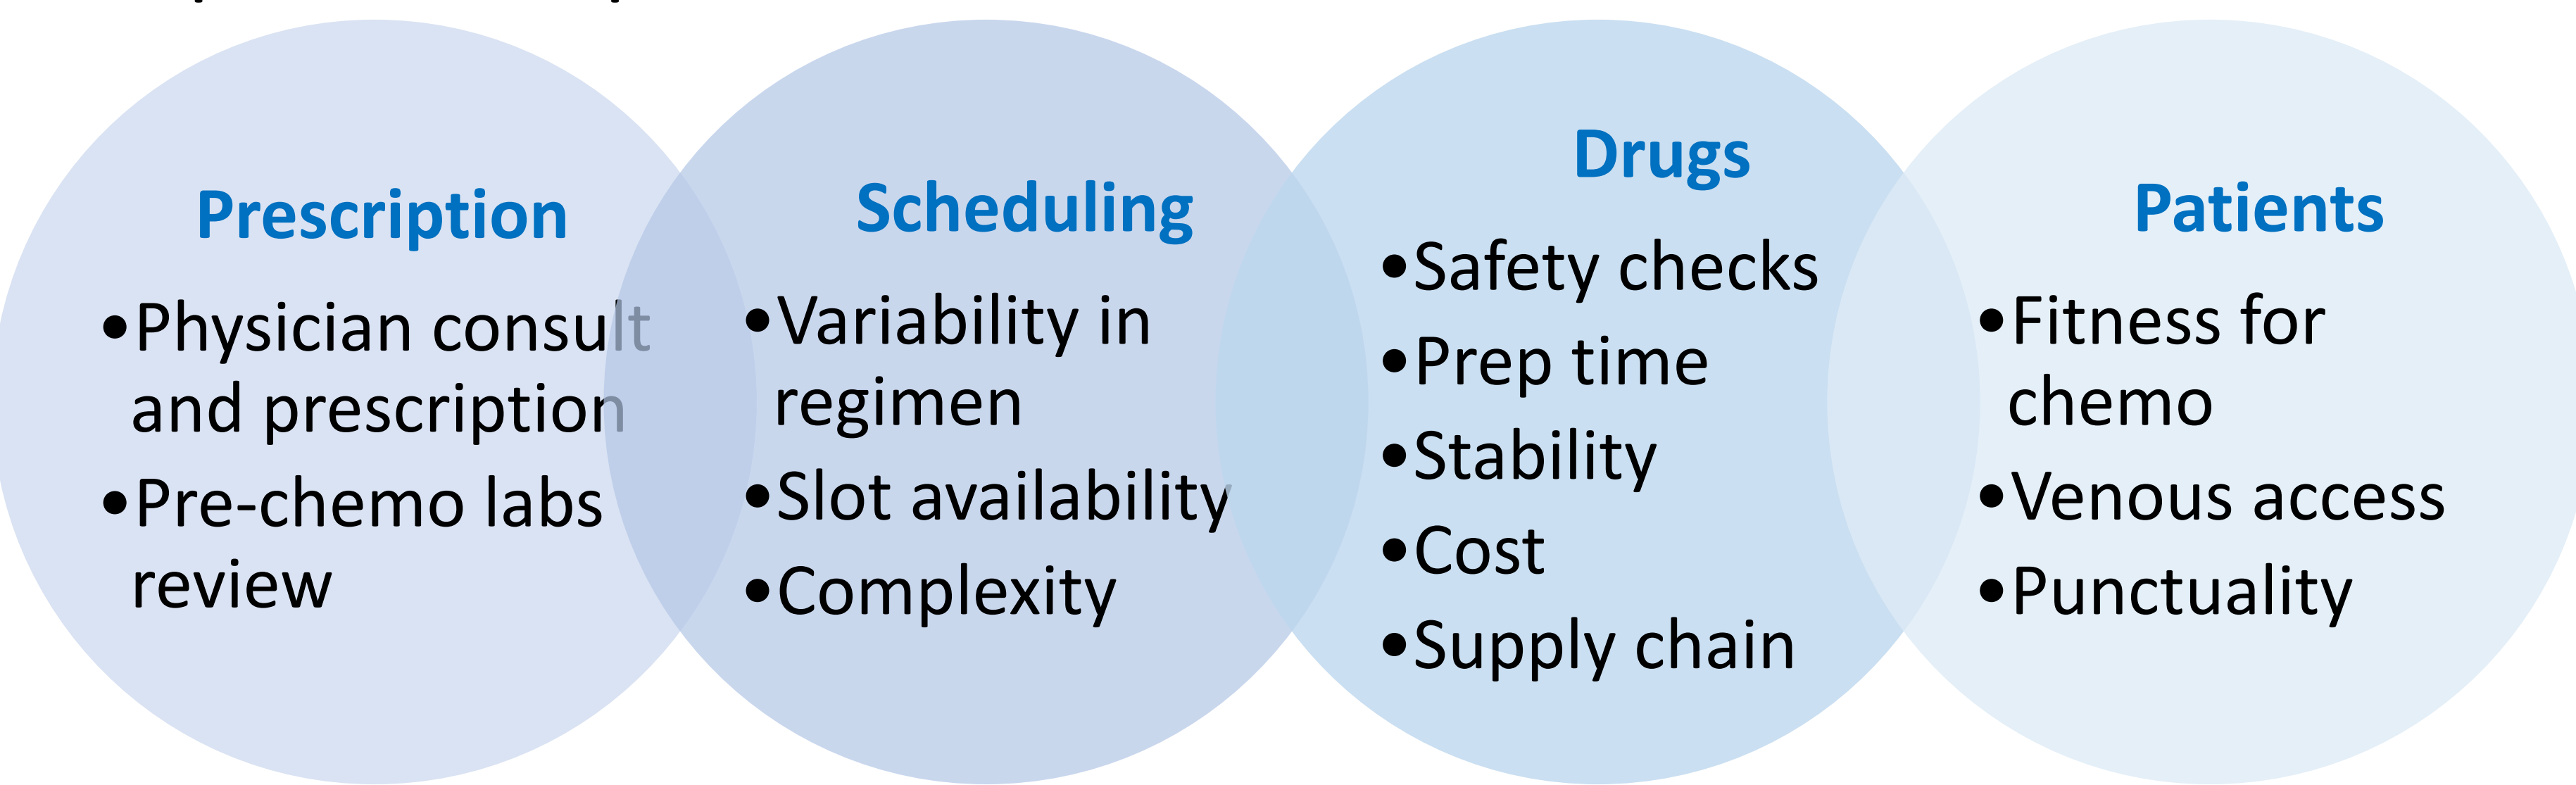 Prescription
•Physician consult
and prescription
•Pre-chemo labs
review
Scheduling
•Variability in
regimen
•Slot availability
•Complexity
Drugs
•Safety checks
•Prep time
•Stability
•Cost
•Supply chain
Patients
•Fitness for
chemo
•Venous access
•Punctuality